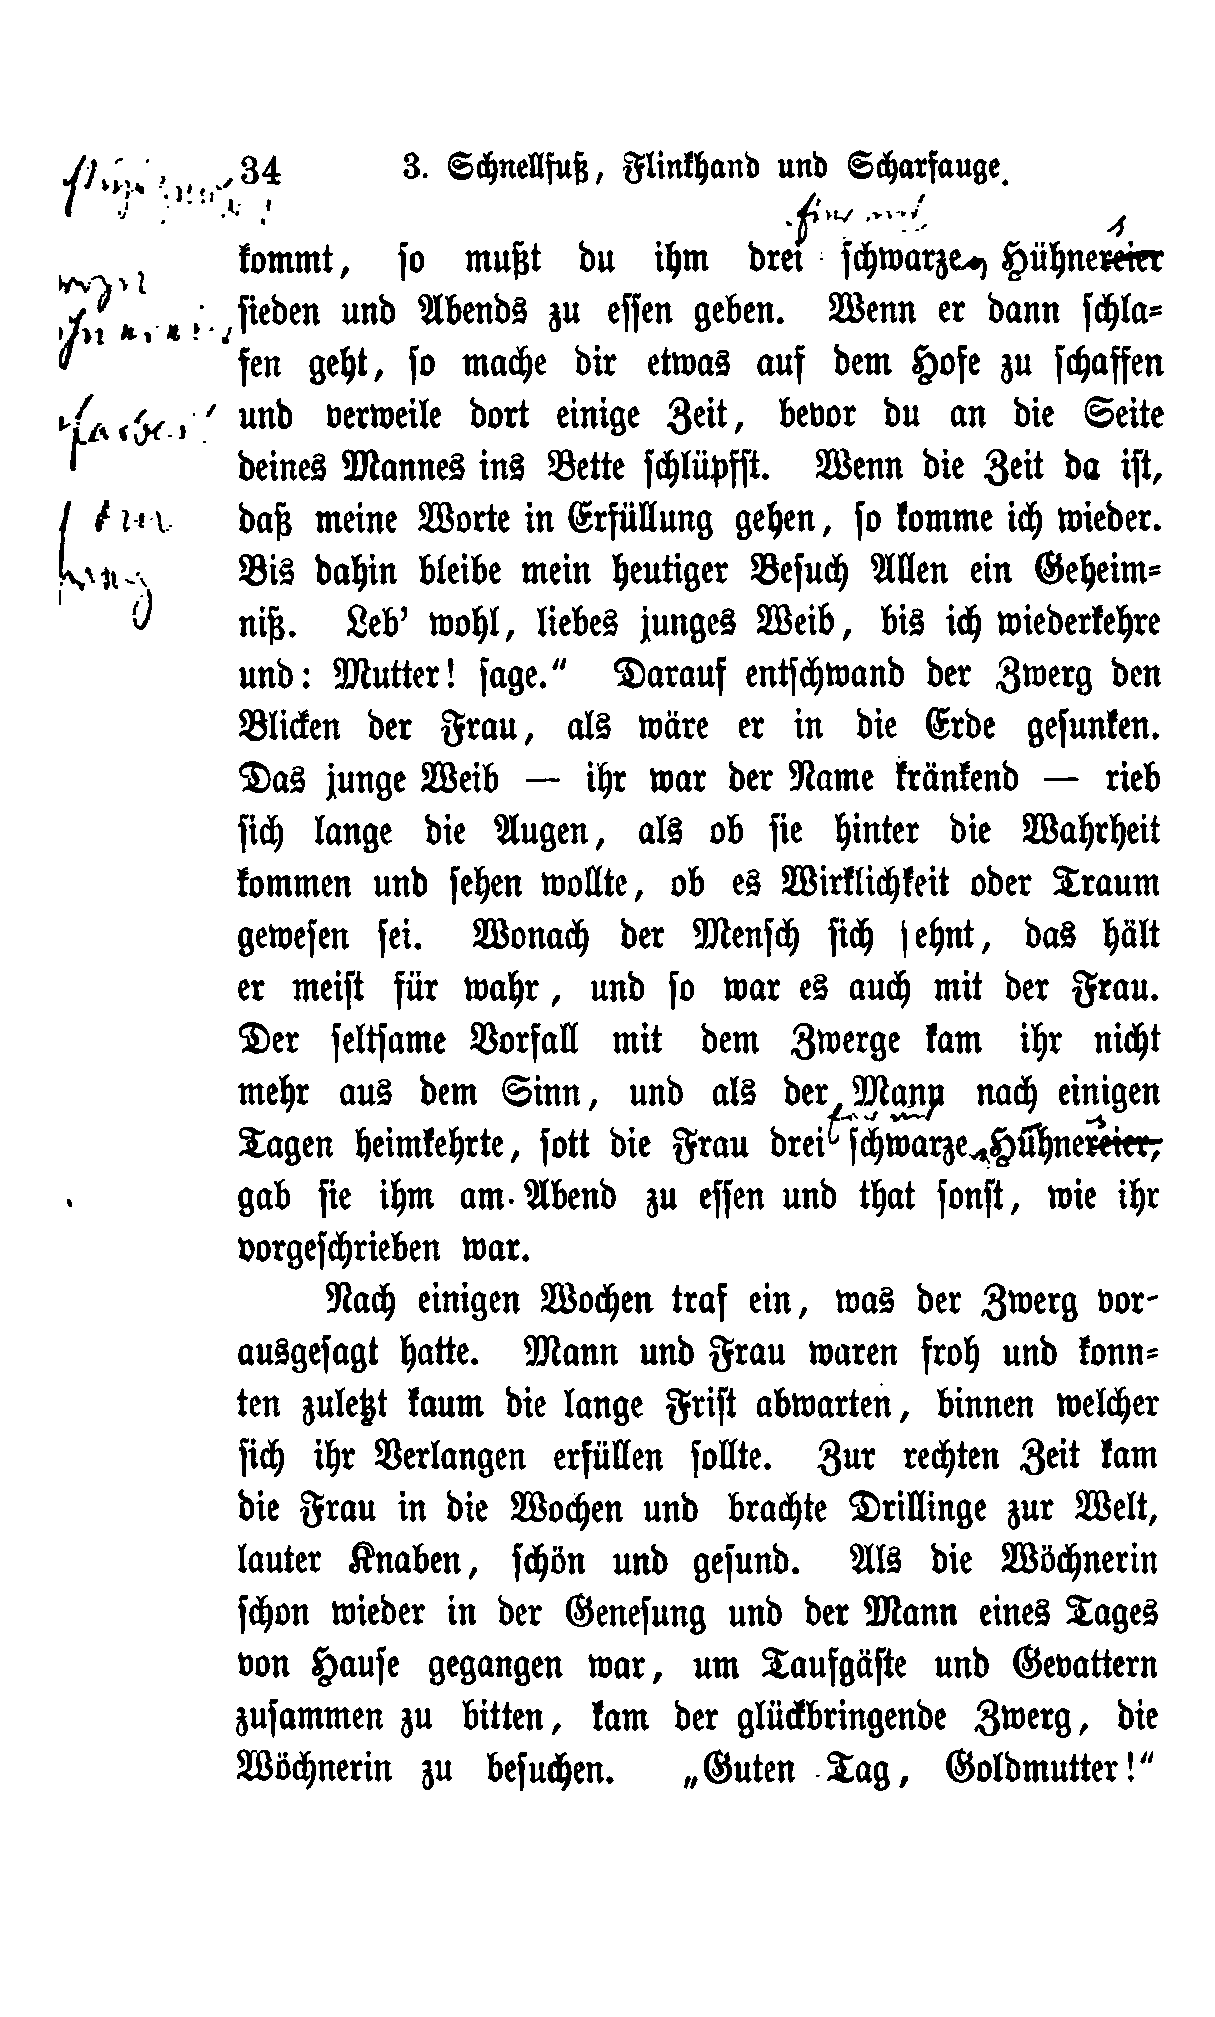 34 3. Schnellfuß, Flinkhand und Scharfauge.
kommt, so mußt du ihm drei schwarze Hühnereier
sieden und Abends zu essen geben. Wenn er dann schla=
fen geht, so mache dir etwas auf dem Hofe zu schaffen
und verweile dort einige Zeit, bevor du an die Seite
deines Mannes ins Bette schlüpfst. Wenn die Zeit da ist,
daß meine Worte in Erfüllung gehen, so komme ich wieder.
Bis dahin bleibe mein heutiger Besuch Allen ein Geheim=
niß. Leb' wohl, liebes junges Weib, bis ich wiederkehre
und: Mutter! sage.“ Darauf entschwand der Zwerg den
Blicken der Frau, als wäre er in die Erde gesunken.
Das junge Weib — ihr war der Name kränkend — rieb
sich lange die Augen, als ob sie hinter die Wahrheit
kommen und sehen wollte, ob es Wirklichkeit oder Traum
gewesen sei. Wonach der Mensch sich sehnt, das hält
er meist für wahr, und so war es auch mit der Frau.
Der seltsame Vorfall mit dem Zwerge kam ihr nicht
mehr aus dem Sinn, und als der Mann nach einigen
Tagen heimkehrte, sott die Frau drei schwarze Hühnereier,
gab sie ihm am Abend zu essen und that sonst, wie ihr
vorgeschrieben war.
Nach einigen Wochen traf ein, was der Zwerg vor-
ausgesagt hatte. Mann und Frau waren froh und konn=
ten zuletzt kaum die lange Frist abwarten, binnen welcher
sich ihr Verlangen erfüllen sollte. Zur rechten Zeit kam
die Frau in die Wochen und brachte Drillinge zur Welt,
lauter Knaben, schön und gesund. Als die Wöchnerin
schon wieder in der Genesung und der Mann eines Tages
von Hause gegangen war, um Taufgäste und Gevattern
zusammen zu bitten, kam der glückbringende Zwerg, die
Wöchnerin zu besuchen. „Guten Tag, Goldmutter!“